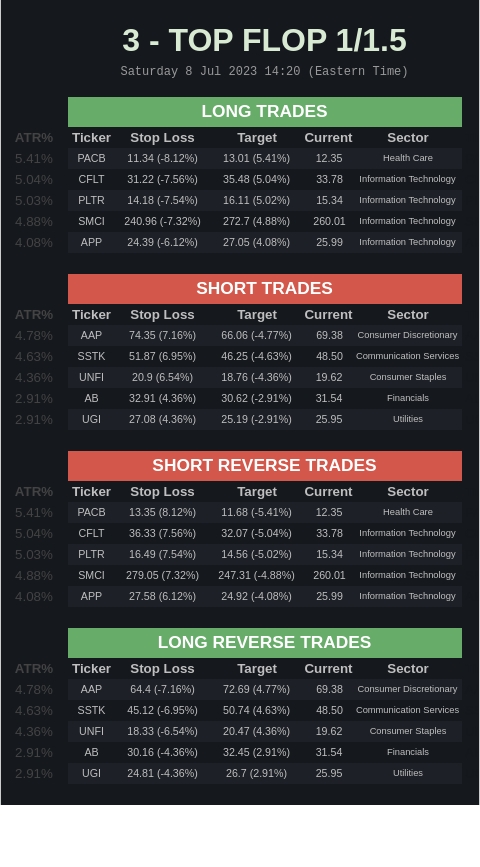 3 - TOP FLOP 1/1.5
Saturday 8 Jul 2023 14:20 (Eastern Time)
LONG TRADES
ATR% Ticker Stop Loss Target Current Sector
5.41% PACB 11.34 (-8.12%) 13.01 (5.41%) 12.35 Health Care
5.04% CFLT 31.22 (-7.56%) 35.48 (5.04%) 33.78 Information Technology
5.03% PLTR 14.18 (-7.54%) 16.11 (5.02%) 15.34 Information Technology
4.88% SMCI 240.96 (-7.32%) 272.7 (4.88%) 260.01 Information Technology
4.08% APP 24.39 (-6.12%) 27.05 (4.08%) 25.99 Information Technology
SHORT TRADES
ATR% Ticker Stop Loss Target Current Sector
4.78% AAP 74.35 (7.16%) 66.06 (-4.77%) 69.38 Consumer Discretionary
4.63% SSTK 51.87 (6.95%) 46.25 (-4.63%) 48.50 Communication Services
4.36% UNFI 20.9 (6.54%) 18.76 (-4.36%) 19.62 Consumer Staples
2.91% AB 32.91 (4.36%) 30.62 (-2.91%) 31.54 Financials
2.91% UGI 27.08 (4.36%) 25.19 (-2.91%) 25.95 Utilities
SHORT REVERSE TRADES
ATR% Ticker Stop Loss Target Current Sector
5.41% PACB 13.35 (8.12%) 11.68 (-5.41%) 12.35 Health Care
5.04% CFLT 36.33 (7.56%) 32.07 (-5.04%) 33.78 Information Technology
5.03% PLTR 16.49 (7.54%) 14.56 (-5.02%) 15.34 Information Technology
4.88% SMCI 279.05 (7.32%) 247.31 (-4.88%) 260.01 Information Technology
4.08% APP 27.58 (6.12%) 24.92 (-4.08%) 25.99 Information Technology
LONG REVERSE TRADES
ATR% Ticker Stop Loss Target Current Sector
4.78% AAP 64.4 (-7.16%) 72.69 (4.77%) 69.38 Consumer Discretionary
4.63% SSTK 45.12 (-6.95%) 50.74 (4.63%) 48.50 Communication Services
4.36% UNFI 18.33 (-6.54%) 20.47 (4.36%) 19.62 Consumer Staples
2.91% AB 30.16 (-4.36%) 32.45 (2.91%) 31.54 Financials
2.91% UGI 24.81 (-4.36%) 26.7 (2.91%) 25.95 Utilities